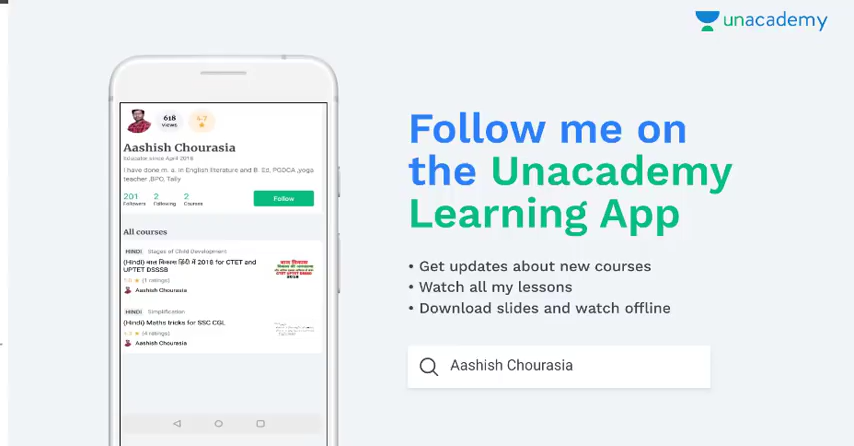 unacademy
618
views
4.7
Aashish Chourasia
Educator since April 2018
I have done m. a. in English literature and B. Ed, PGDCA ,yoga
teacher ,BPO, Tally
201 2 2
Followers Following Courses
Follow
All courses
HINDI Stages of Child Development
(Hindi) बाल विकास हिंदी में 2018 for CTET and
UPTET DSSSB
(1 ratings)
Aashish Chourasia
HINDI Simplification
(Hindi) Maths tricks for SSC CGL
(4 ratings)
Aashish Chourasia
Follow me on
the Unacademy
Learning App
• Get updates about new courses
• Watch all my lessons
• Download slides and watch offline
Aashish Chourasia